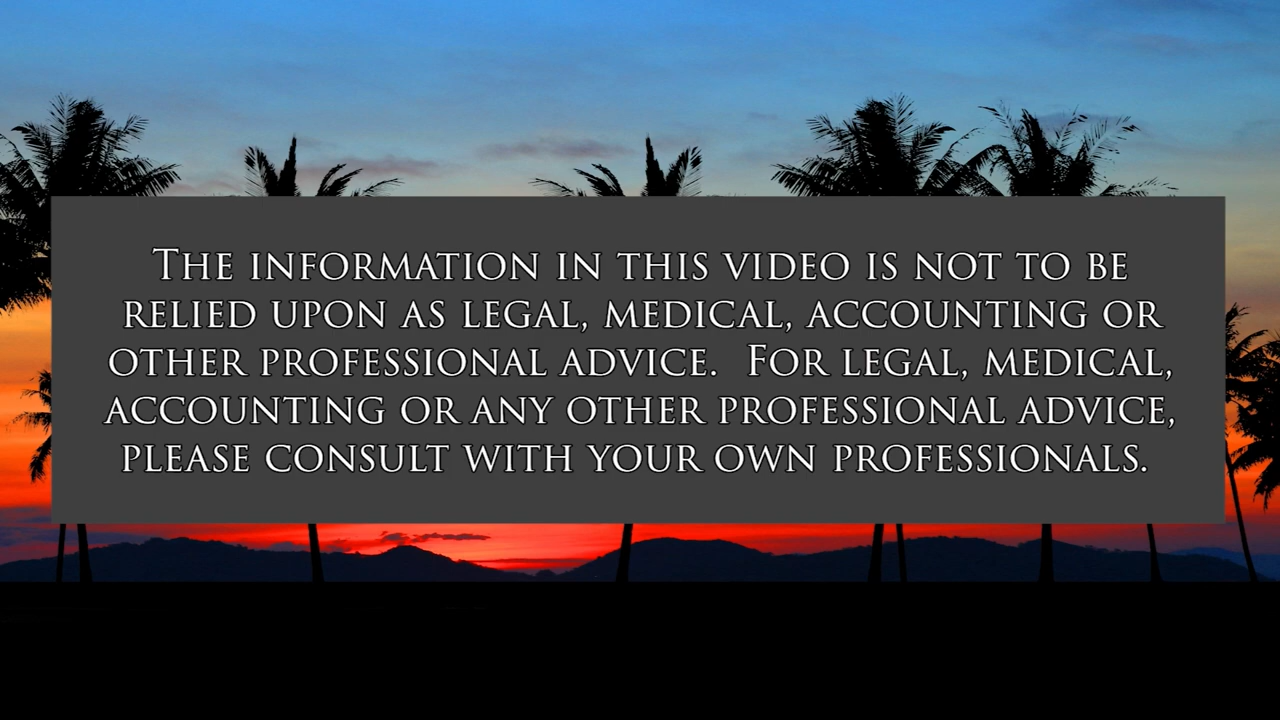 The information in this video is not to be
relied upon as legal, medical, accounting or
other professional advice.  For legal, medical,
accounting or any other professional advice,
please consult with your own professionals.